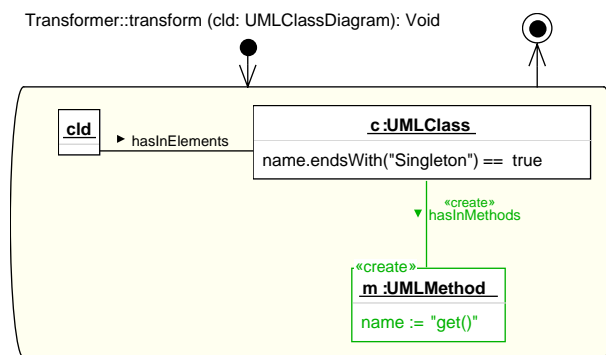 Transformer::transform (cld: UMLClassDiagram): Void
cld
hasInElements
c :UMLClass
name.endsWith("Singleton") == true
«create»
hasInMethods
«create»
m :UMLMethod
name := "get()"